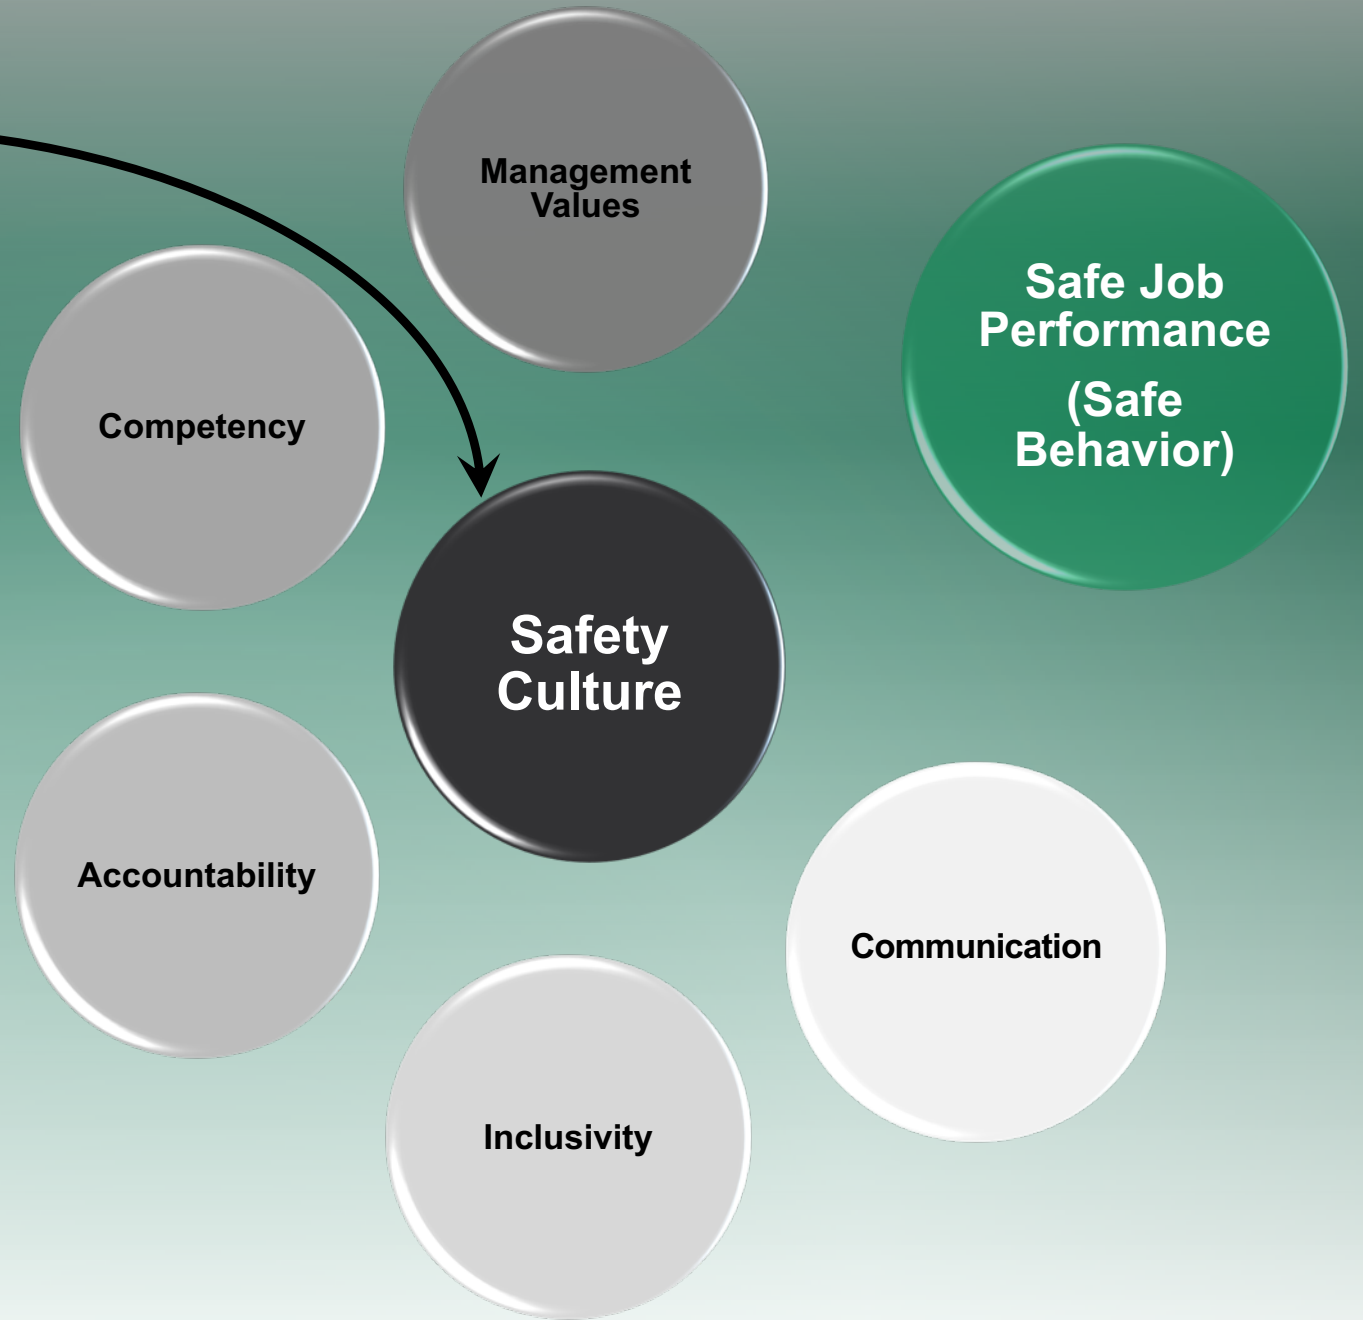 Management
Values
Safe Job
Performance
(Safe
Behavior)
Competency
Safety
Culture
Accountability
Communication
Inclusivity